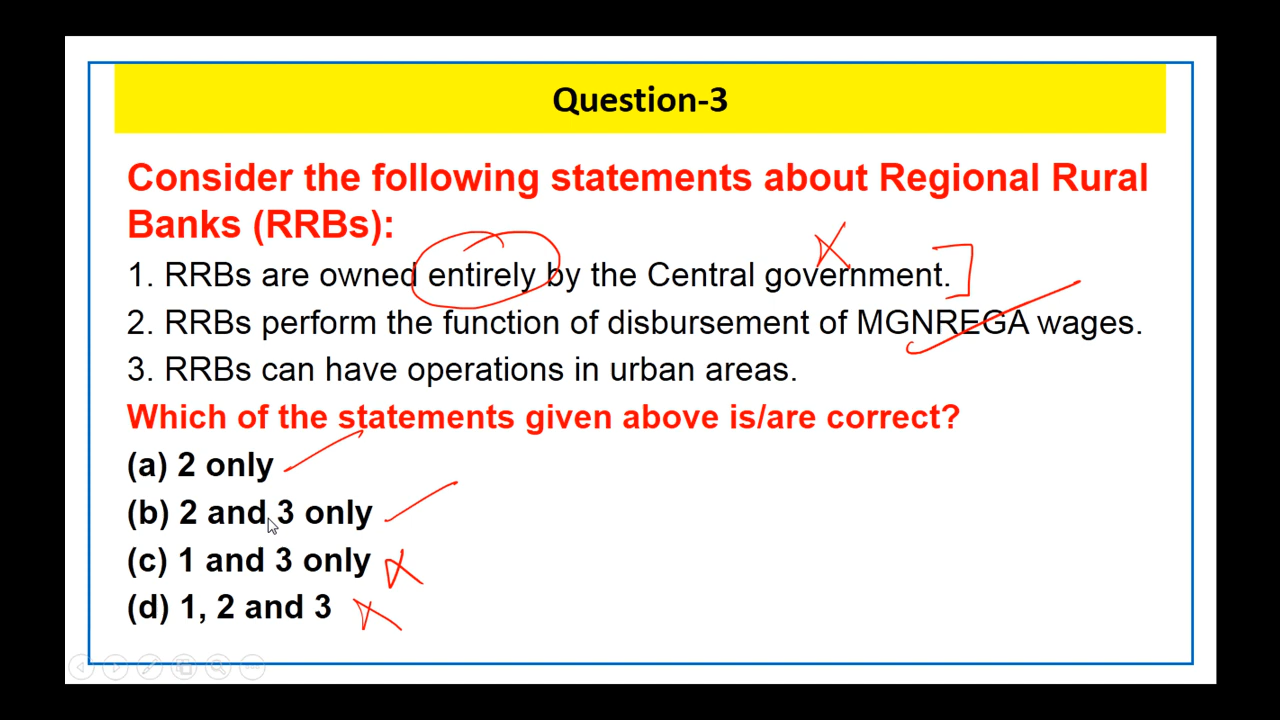 Question-3
Consider the following statements about Regional Rural
Banks (RRBs):
1. RRBs are owned entirely by the Central government.
2. RRBs perform the function of disbursement of MGNREGA wages.
3. RRBs can have operations in urban areas.
Which of the statements given above is/are correct?
(a) 2 only
(b) 2 and 3 only
(c) 1 and 3 only
(d) 1, 2 and 3